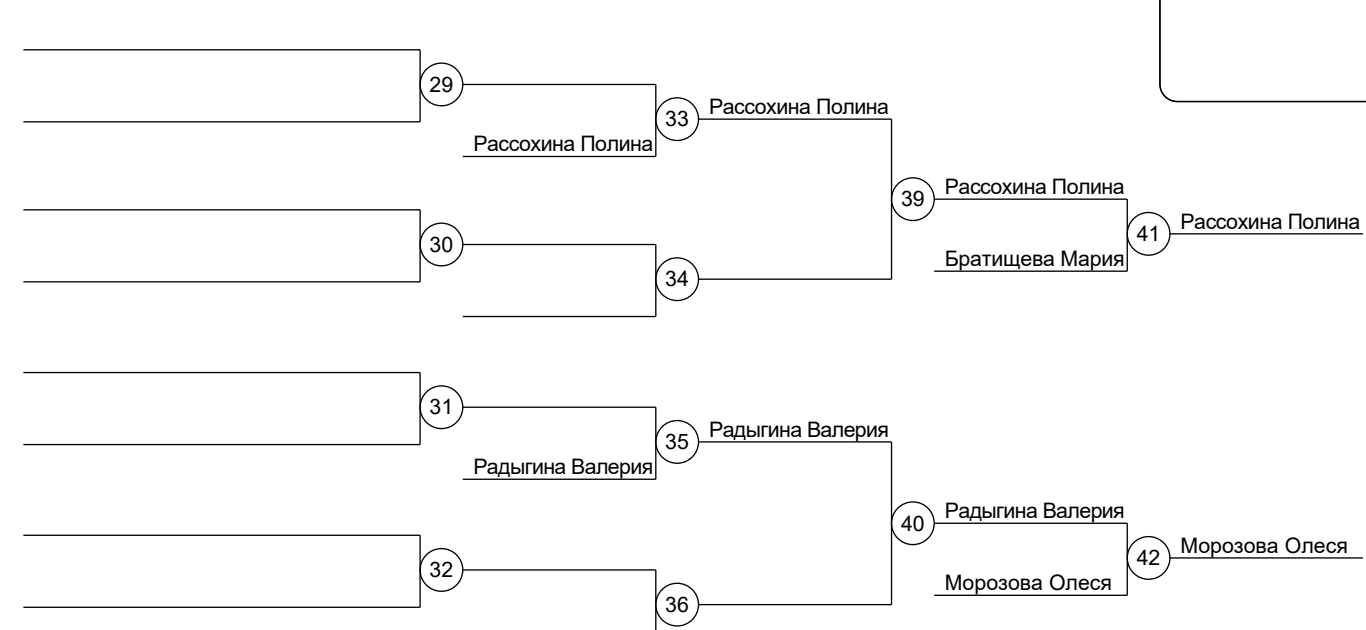 29
33
Рассохина Полина
Рассохина Полина
39
Рассохина Полина
41
Рассохина Полина
30
Братищева Мария
34
31
35
Радыгина Валерия
Радыгина Валерия
40
Радыгина Валерия
42
Морозова Олеся
32
Морозова Олеся
36